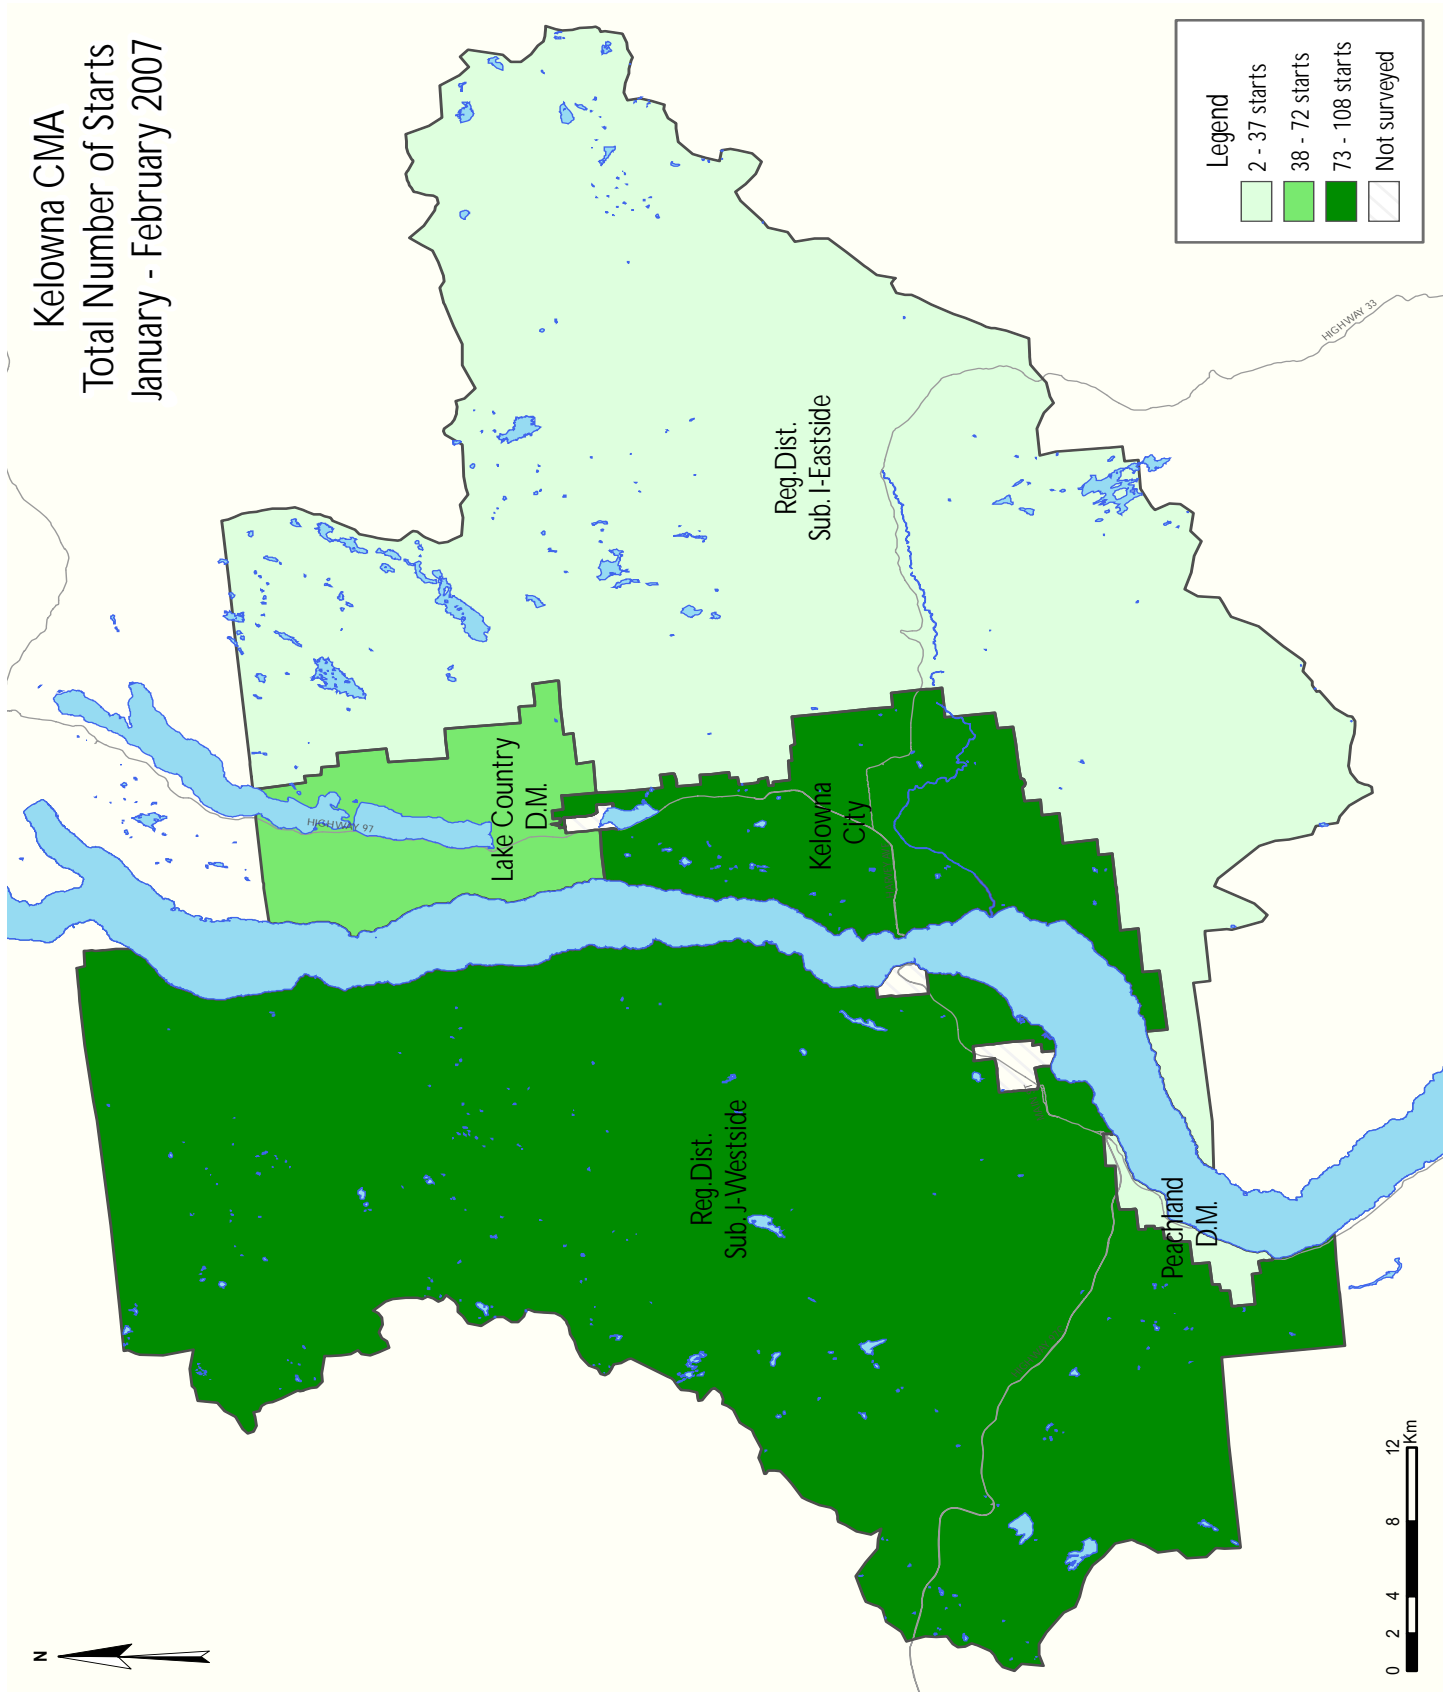 Kelowna CMA
Total Number of Starts
January - February 2007
Legend
2 - 37 starts
38 - 72 starts
73 - 108 starts
Not surveyed
HIGHWAY 33
Reg.Dist.
Sub. I-Eastside
Lake Country
D.M.
HIGHWAY 97
Kelowna
City
Reg.Dist.
Sub. J-Westside
Peachland
D.M.
N
0 2 4 8 12
Km